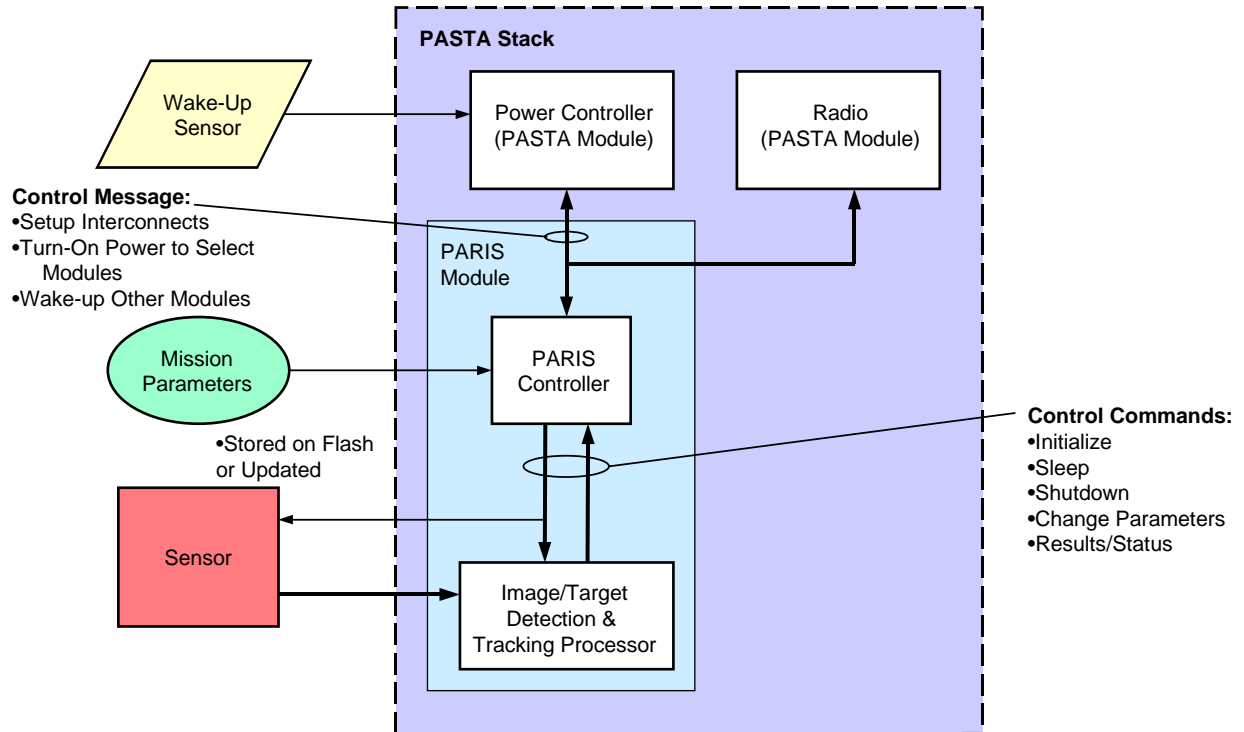 PASTA Stack
Wake-Up
Sensor
Power Controller
(PASTA Module)
Radio
(PASTA Module)
Control Message:
•Setup Interconnects
•Turn-On Power to Select
Modules
•Wake-up Other Modules
PARIS
Module
Mission
Parameters
PARIS
Controller
•Stored on Flash
or Updated
Control Commands:
•Initialize
•Sleep
•Shutdown
•Change Parameters
•Results/Status
Sensor
Image/Target
Detection &
Tracking Processor